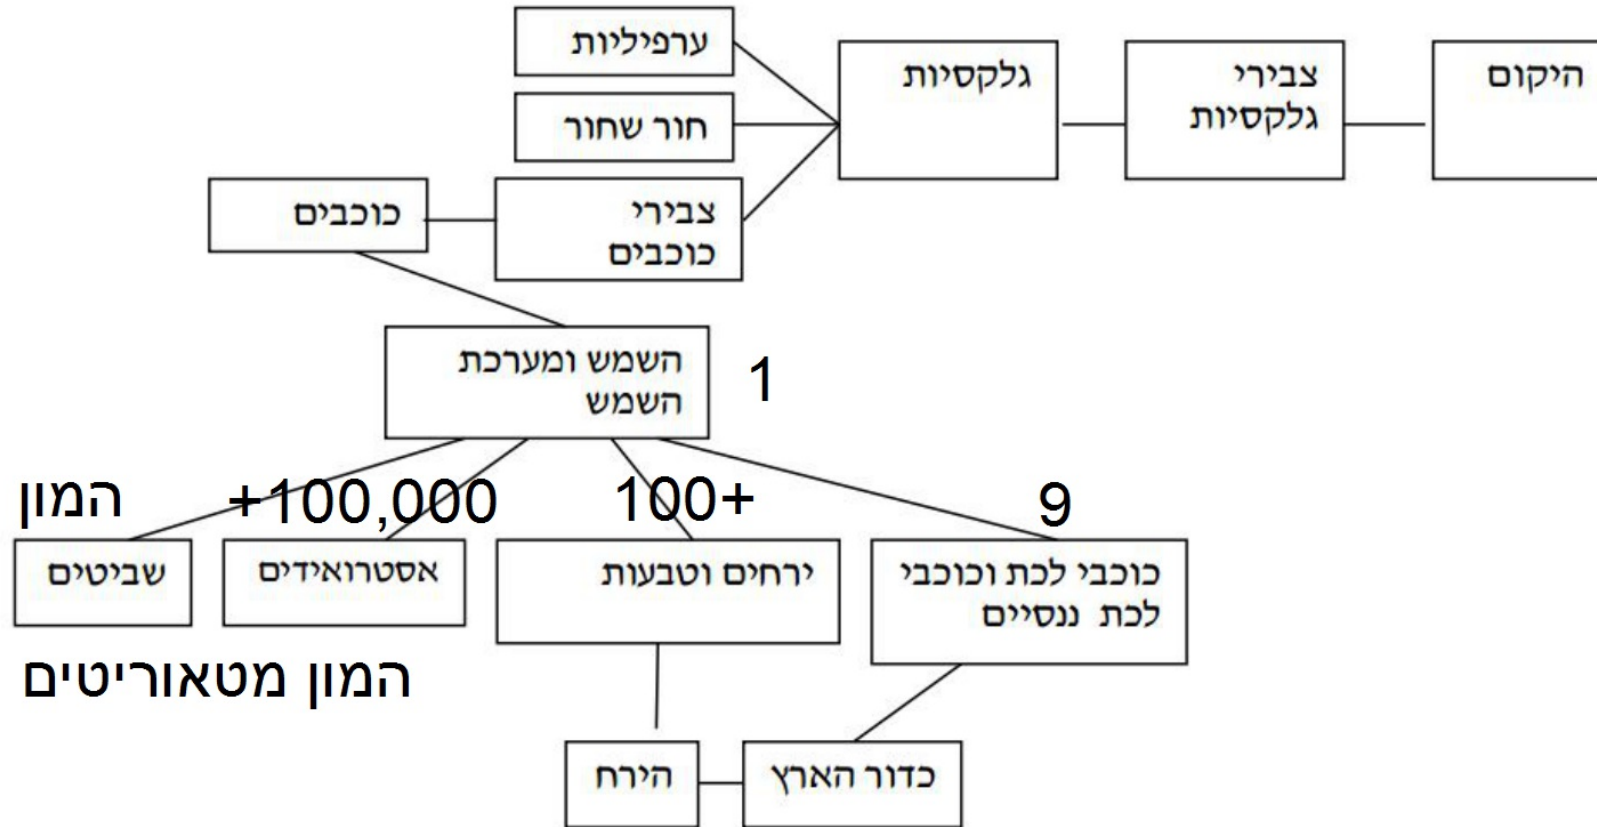 היקום
צבירי
גלקסיות
גלקסיות
ערפיליות
חור שחור
צבירי
כוכבים
כוכבים
השמש ומערכת
השמש
1
9
100+
+100,000
המון
כוכבי לכת וכוכבי
לכת ננסיים
ירחים וטבעות
אסטרואידים
שביטים
המון מטאוריטים
כדור הארץ
הירח